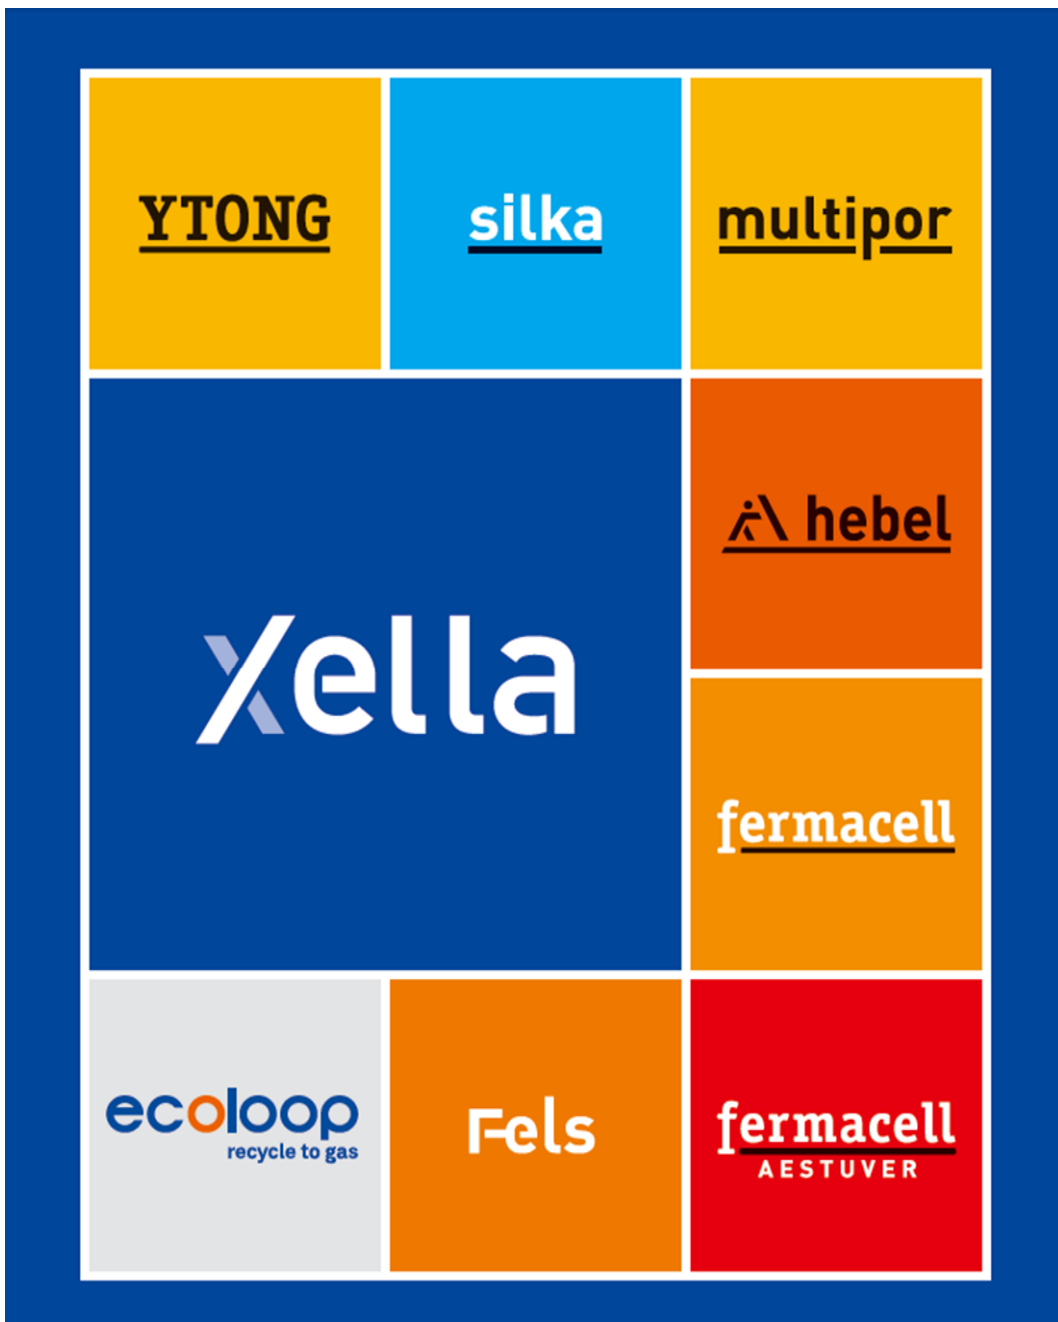 YTONG
silka
multipor
hebel
Xella
fermacell
ecoloop
recycle to gas
Fels
fermacell
AESTUVER